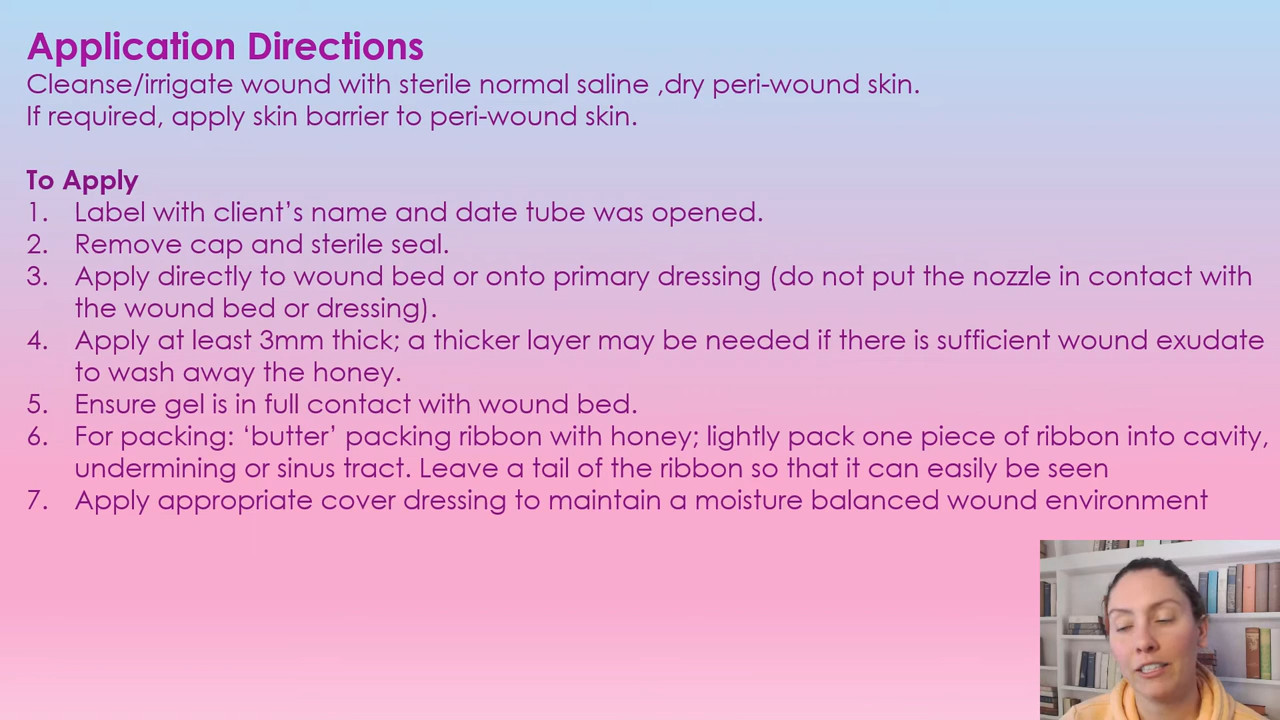 Application Directions
Cleanse/irrigate wound with sterile normal saline ,dry peri-wound skin.
If required, apply skin barrier to peri-wound skin.
To Apply
1. Label with client’s name and date tube was opened.
2. Remove cap and sterile seal.
3. Apply directly to wound bed or onto primary dressing (do not put the nozzle in contact with
the wound bed or dressing).
4. Apply at least 3mm thick; a thicker layer may be needed if there is sufficient wound exudate
to wash away the honey.
5. Ensure gel is in full contact with wound bed.
6. For packing: ‘butter’ packing ribbon with honey; lightly pack one piece of ribbon into cavity,
undermining or sinus tract. Leave a tail of the ribbon so that it can easily be seen
7. Apply appropriate cover dressing to maintain a moisture balanced wound environment